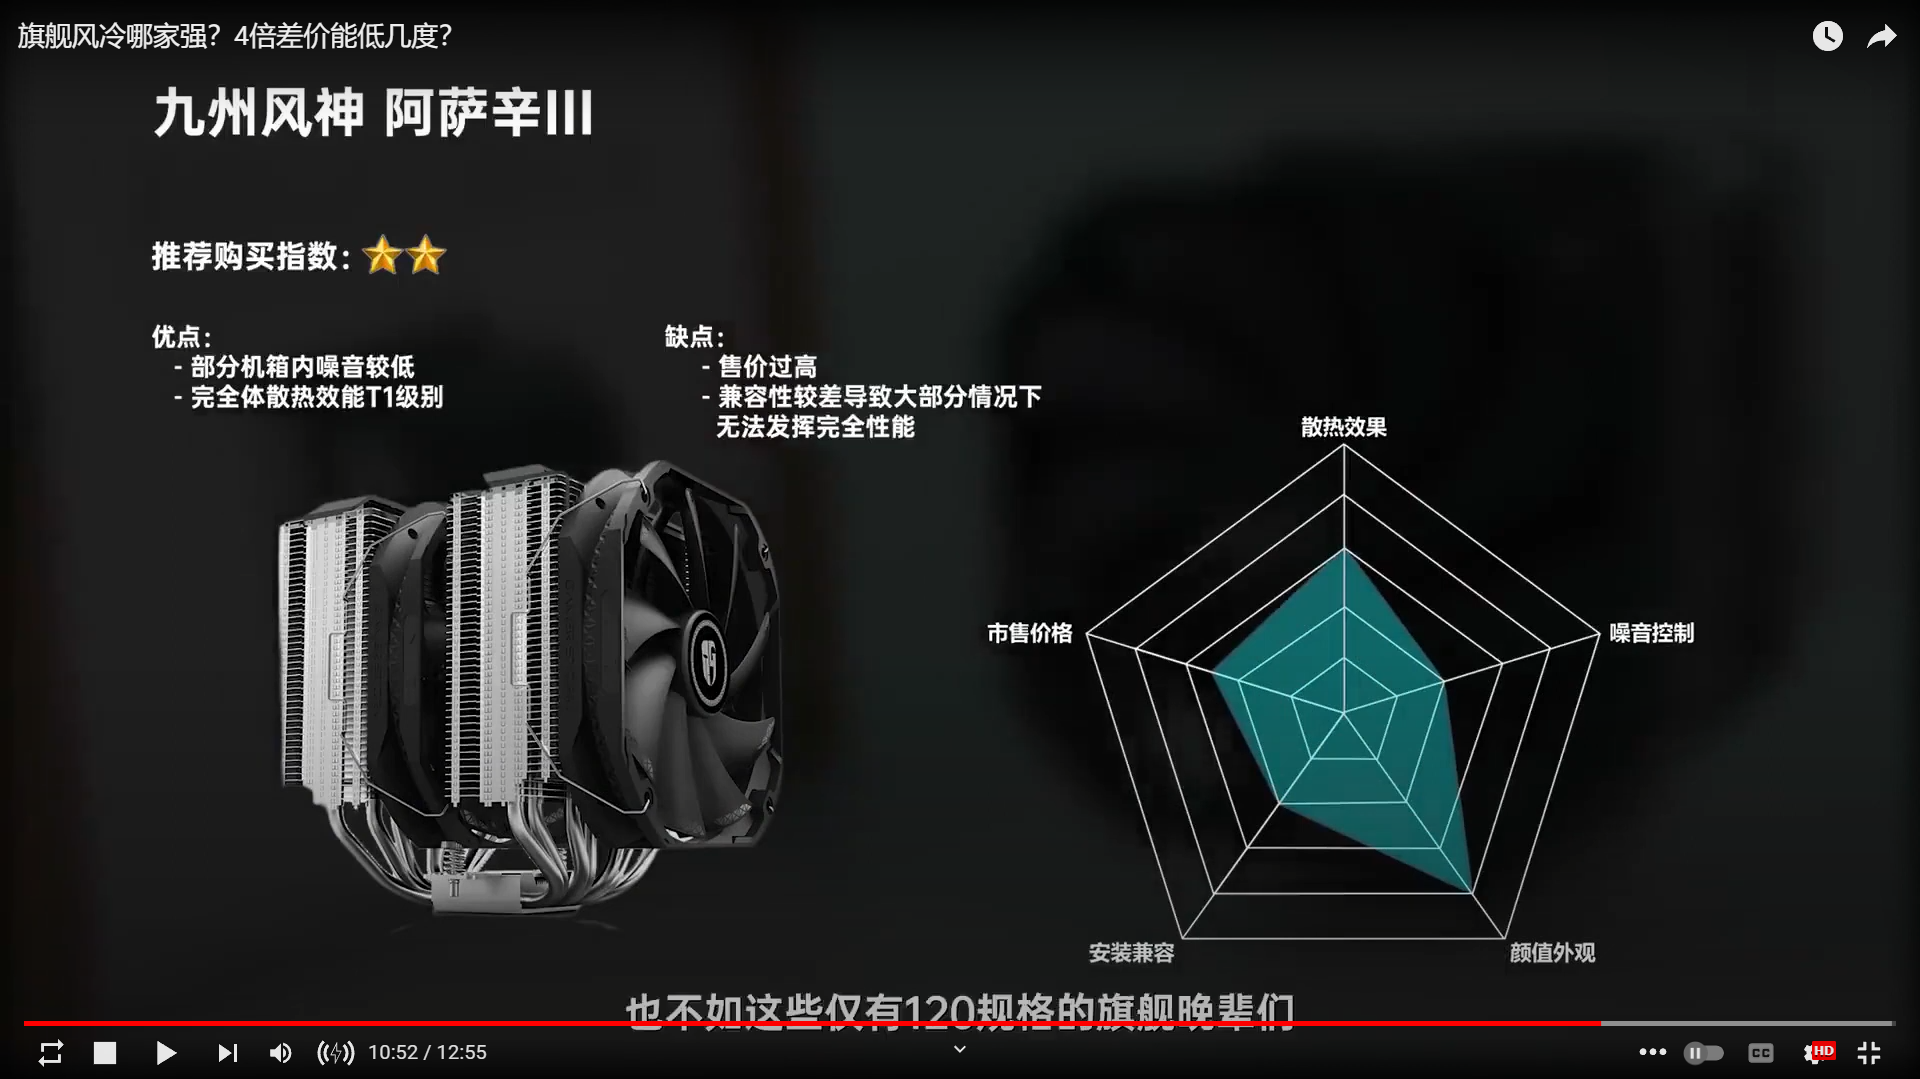 旗舰风冷哪家强？4倍差价能低几度？
九州风神 阿萨辛III
推荐购买指数：
优点：
- 部分机箱内噪音较低
- 完全体散热效能T1级别
缺点：
- 售价过高
- 兼容性较差导致大部分情况下
无法发挥完全性能
散热效果
市售价格
噪音控制
安装兼容
颜值外观
也不如这些仅有120规格的旗舰晚辈们
10:52 / 12:55
CC
HD